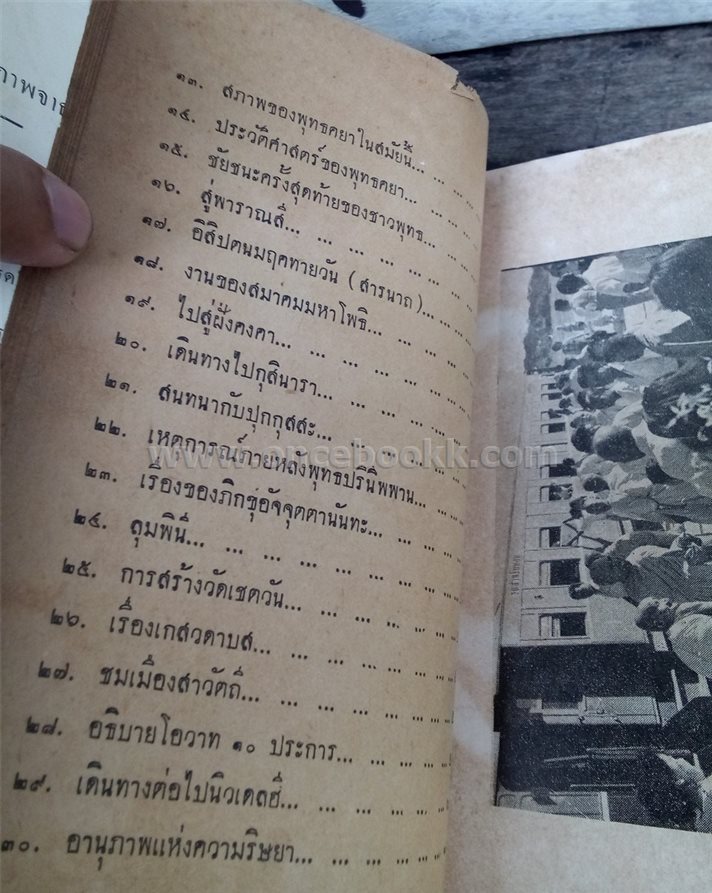 ภาพจาก
๑๓. สภาพของพุทธคยาในสมัยนี้... ... ...
๑๔. ประวัติศาสตร์ของพุทธคยา... ... ...
๑๕. ชัยชนะครั้งสุดท้ายของชาวพุทธ... ...
๑๖. สู่พาราณสี... ... ... ... ... ...
๑๗. อิสิปตนมฤคทายวัน (สารนาถ)... ... ...
๑๘. งานของสมาคมมหาโพธิ... ... ... ...
๑๙. ไปสู่ฝั่งคงคา... ... ... ... ... ...
๒๐. เดินทางไปกุสินารา... ... ... ... ...
๒๑. สนทนากับปุกกุสสะ... ... ... ... ...
๒๒. เหตุการณ์ภายหลังพุทธปรินิพพาน... ... ...
www.oncebookk.com
๒๓. เรื่องของภิกขุอัจจุตตานันทะ... ... ... ...
๒๔. ลุมพินี... ... ... ... ... ... ... ...
๒๕. การสร้างวัดเชตวัน... ... ... ... ...
๒๖. เรื่องเกสวดาบส... ... ... ... ... ...
๒๗. ชมเมืองสาวัตถี... ... ... ... ... ...
๒๘. อธิบายโอวาท ๑๐ ประการ... ... ... ...
๒๙. เดินทางต่อไปนิวเดลฮี... ... ... ... ...
๓๐. อานุภาพแห่งความริษยา... ... ... ... ...